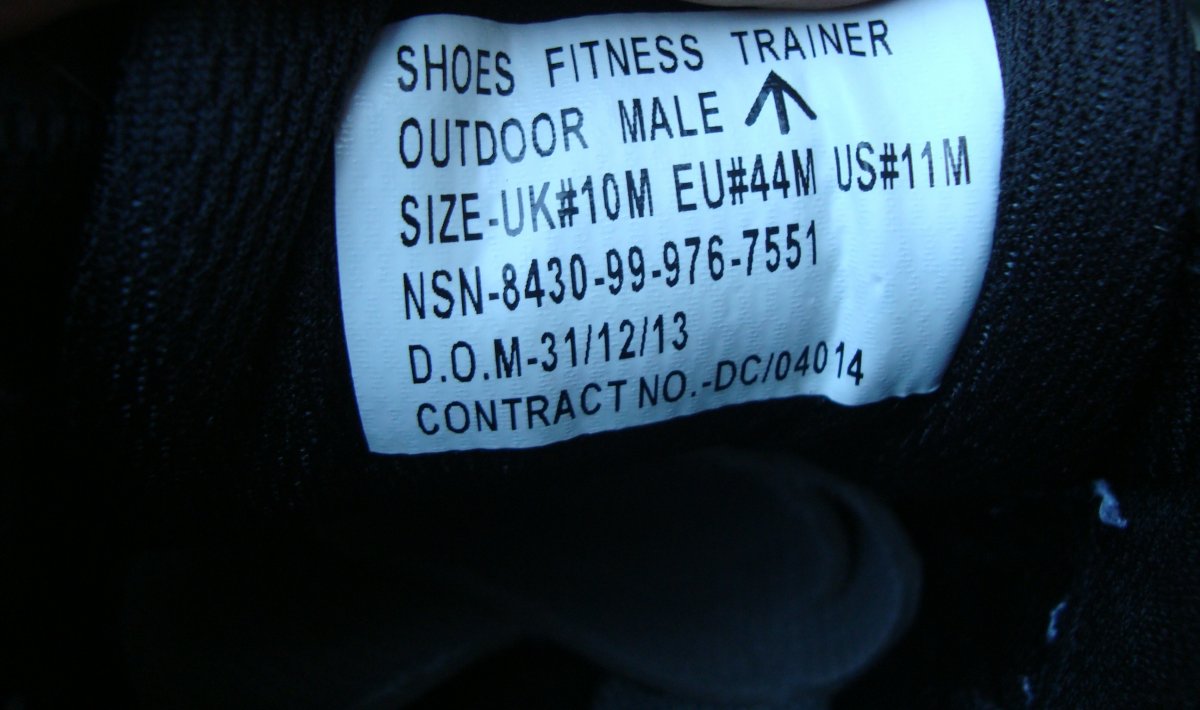 SHOES FITNESS TRAINER
OUTDOOR MALE
SIZE-UK#10M EU#44M US#11M
NSN-8430-99-976-7551
D.O.M-31/12/13
CONTRACT NO.-DC/04014